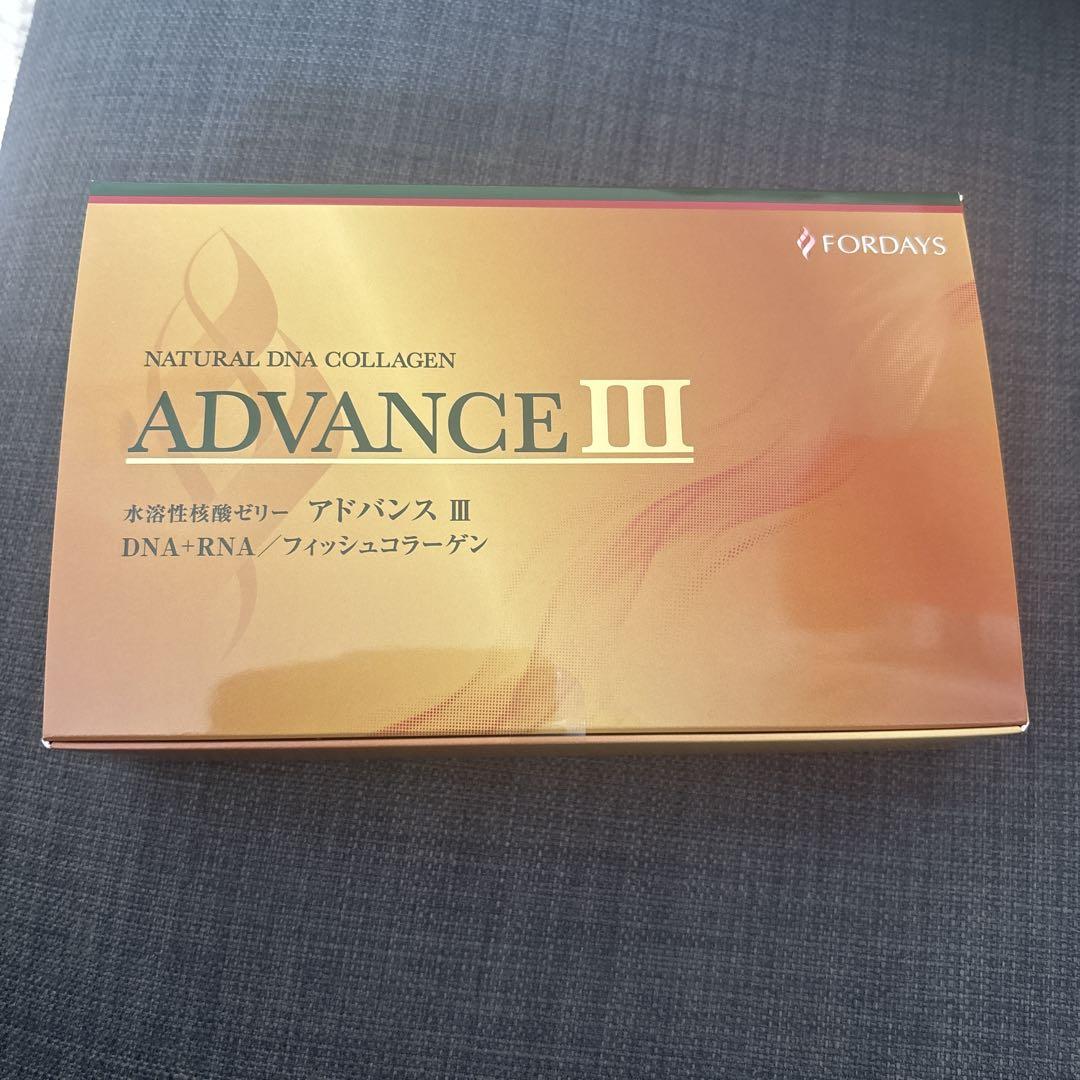 FORDAYS
NATURAL DNA COLLAGEN
ADVANCE III
水溶性核酸ゼリー アドバンス Ⅲ
DNA+RNA/フィッシュコラーゲン